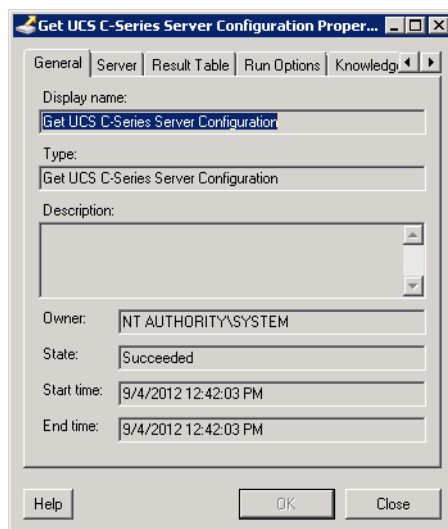 Get UCS C-Series Server Configuration Proper...
General Server Result Table Run Options Knowledg
Display name:
Get UCS C-Series Server Configuration
Type:
Get UCS C-Series Server Configuration
Description:
Owner: NT AUTHORITY\SYSTEM
State: Succeeded
Start time: 9/4/2012 12:42:03 PM
End time: 9/4/2012 12:42:03 PM
Help OK Close